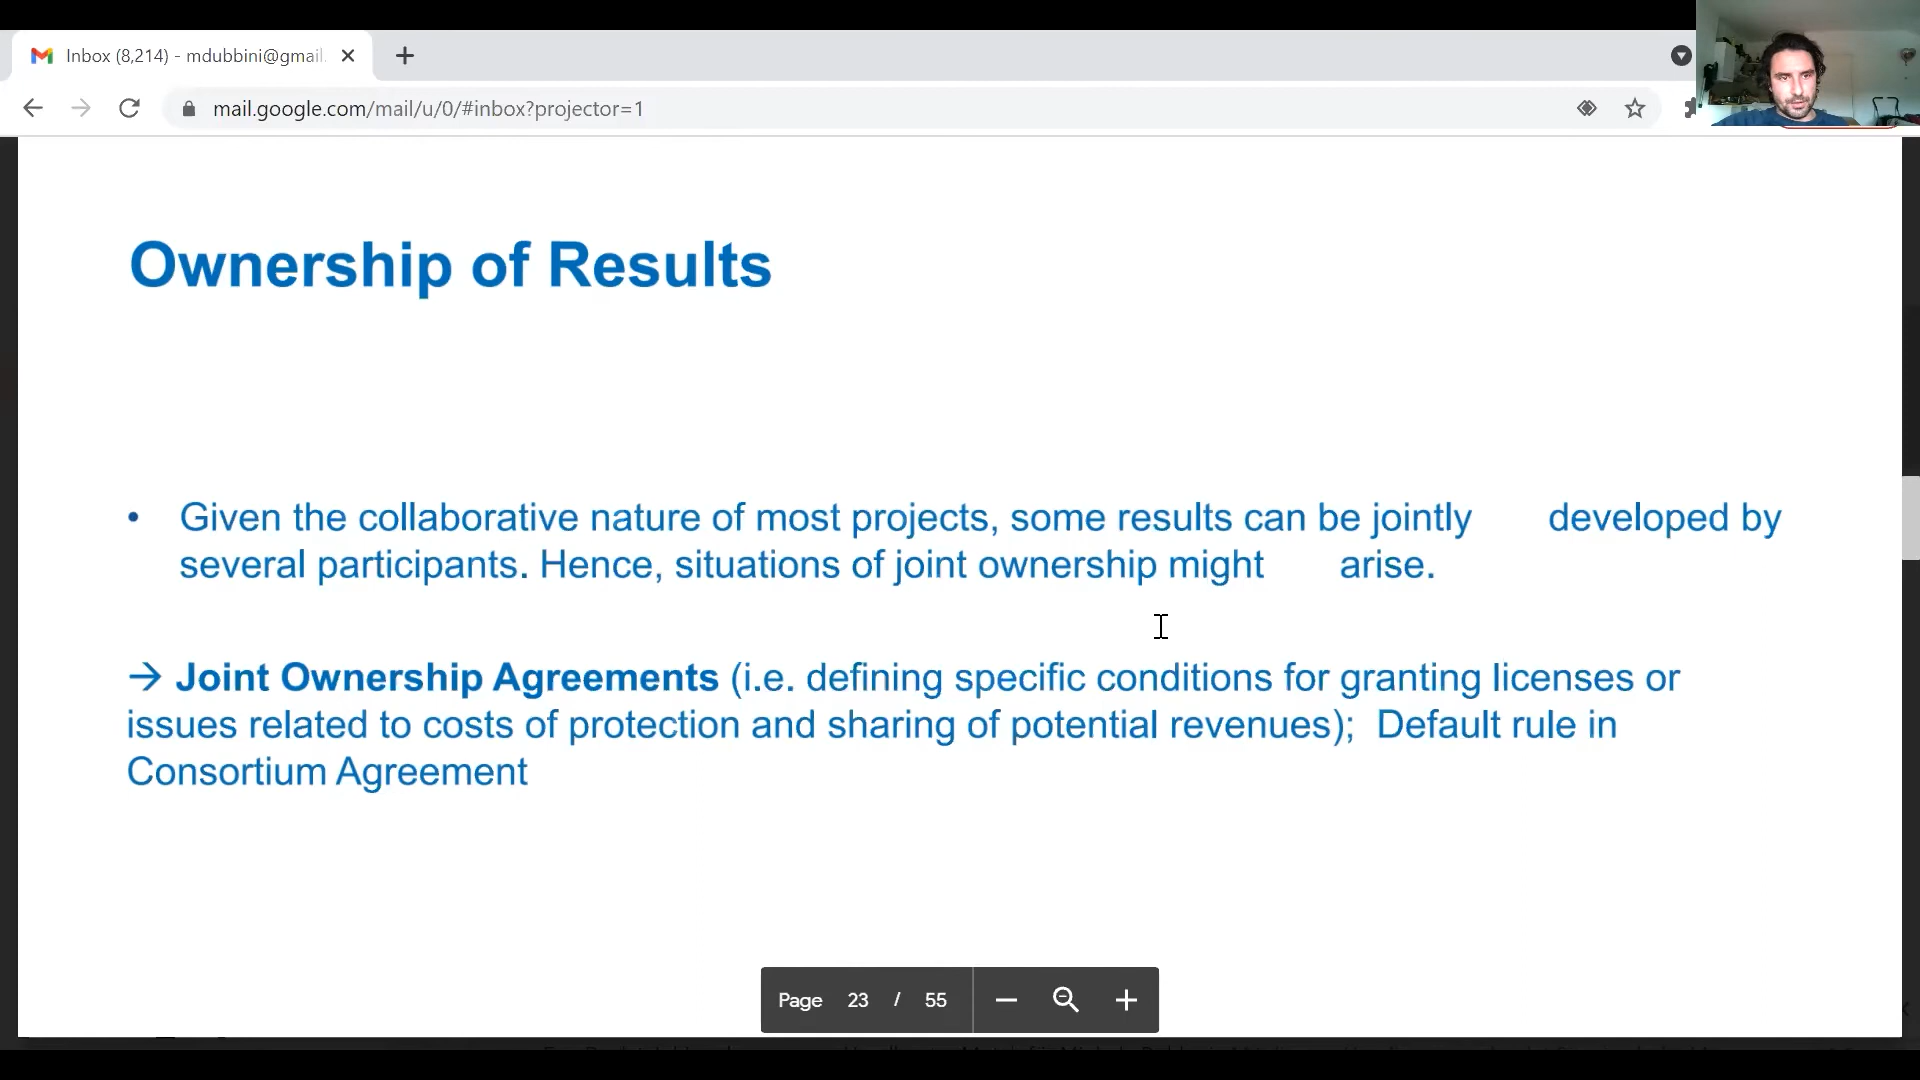 Inbox (8,214) - mdubbini@gmail.
mail.google.com/mail/u/0/#inbox?projector=1
Ownership of Results
• Given the collaborative nature of most projects, some results can be jointly developed by
several participants. Hence, situations of joint ownership might arise.
→ Joint Ownership Agreements (i.e. defining specific conditions for granting licenses or
issues related to costs of protection and sharing of potential revenues); Default rule in
Consortium Agreement
Page 23 / 55